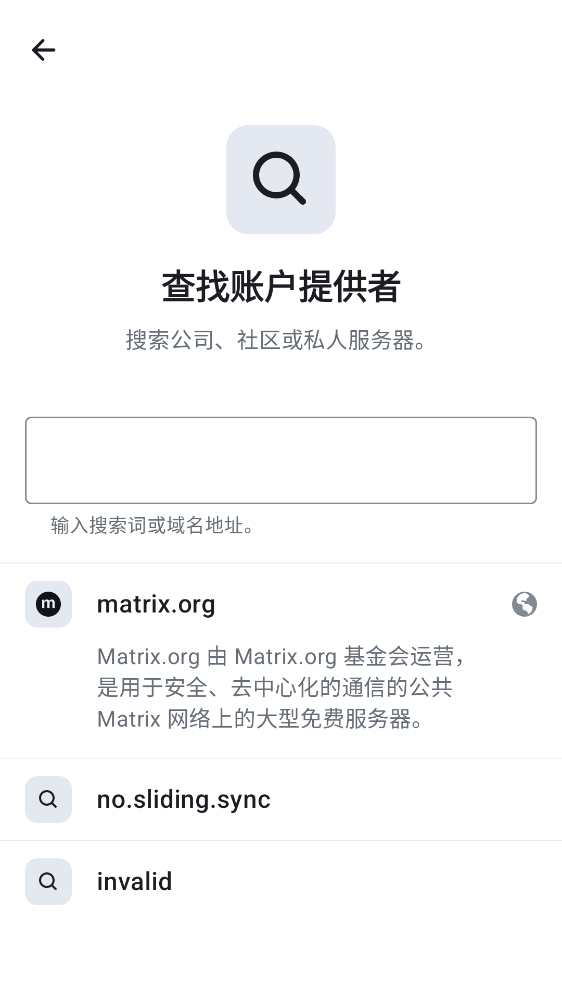 查找账户提供者
搜索公司、社区或私人服务器。
输入搜索词或域名地址。
m
matrix.org
Matrix.org 由 Matrix.org 基金会运营，
是用于安全、去中心化的通信的公共
Matrix 网络上的大型免费服务器。
no.sliding.sync
invalid